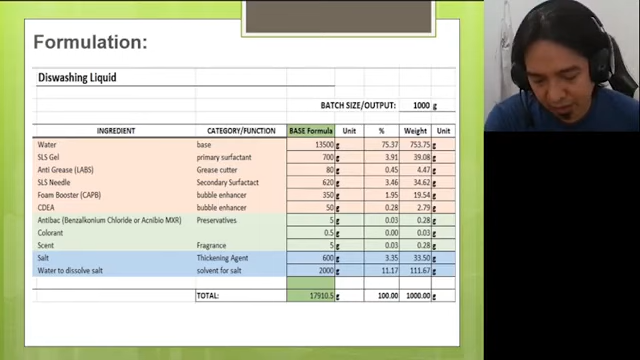 Formulation:
Diswashing Liquid
BATCH SIZE/OUTPUT: 1000 g
INGREDIENT CATEGORY/FUNCTION BASE Formula Unit % Weight Unit
Water base 13500 g 75.37 753.75 g
SLS Gel primary surfactant 700 g 3.91 39.08 g
Anti Grease (LABS) Grease cutter 80 g 0.45 4.47 g
SLS Needle Secondary Surfactact 620 g 3.46 34.62 g
Foam Booster (CAPB) bubble enhancer 350 g 1.95 19.54 g
CDEA bubble enhancer 50 g 0.28 2.79 g
Antibac (Benzalkonium Chloride or Acnibio MXR) Preservatives 5 g 0.03 0.28 g
Colorant 0.5 g 0.00 0.03 g
Scent Fragrance 5 g 0.03 0.28 g
Salt Thickening Agent 600 g 3.35 33.50 g
Water to dissolve salt solvent for salt 2000 g 11.17 111.67 g
TOTAL: 17910.5 g 100.00 1000.00 g